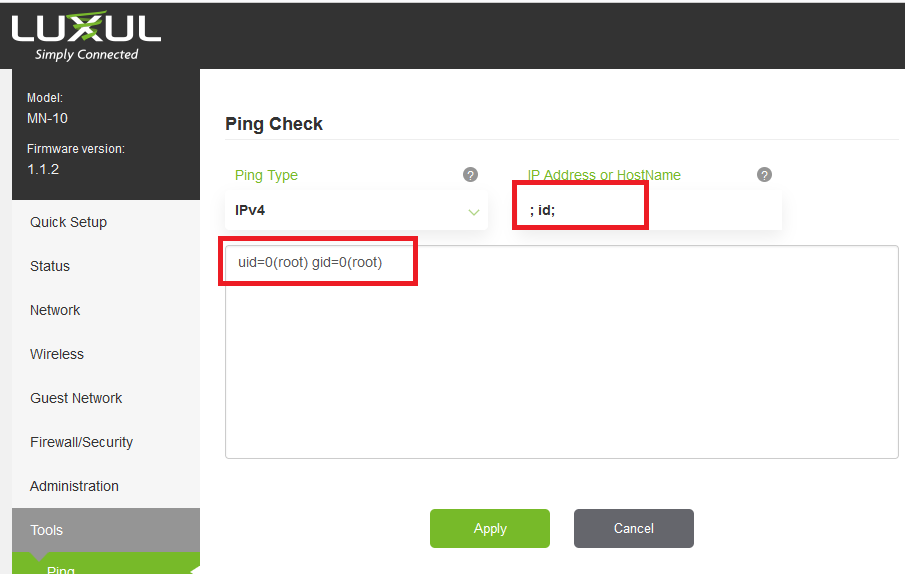 LUXUL
Simply Connected
Model:
MN-10
Firmware version:
1.1.2
Quick Setup
Status
Network
Wireless
Guest Network
Firewall/Security
Administration
Tools
Ping
Ping Check
Ping Type ?
IP Address or HostName ?
IPv4
; id;
uid=0(root) gid=0(root)
Apply
Cancel